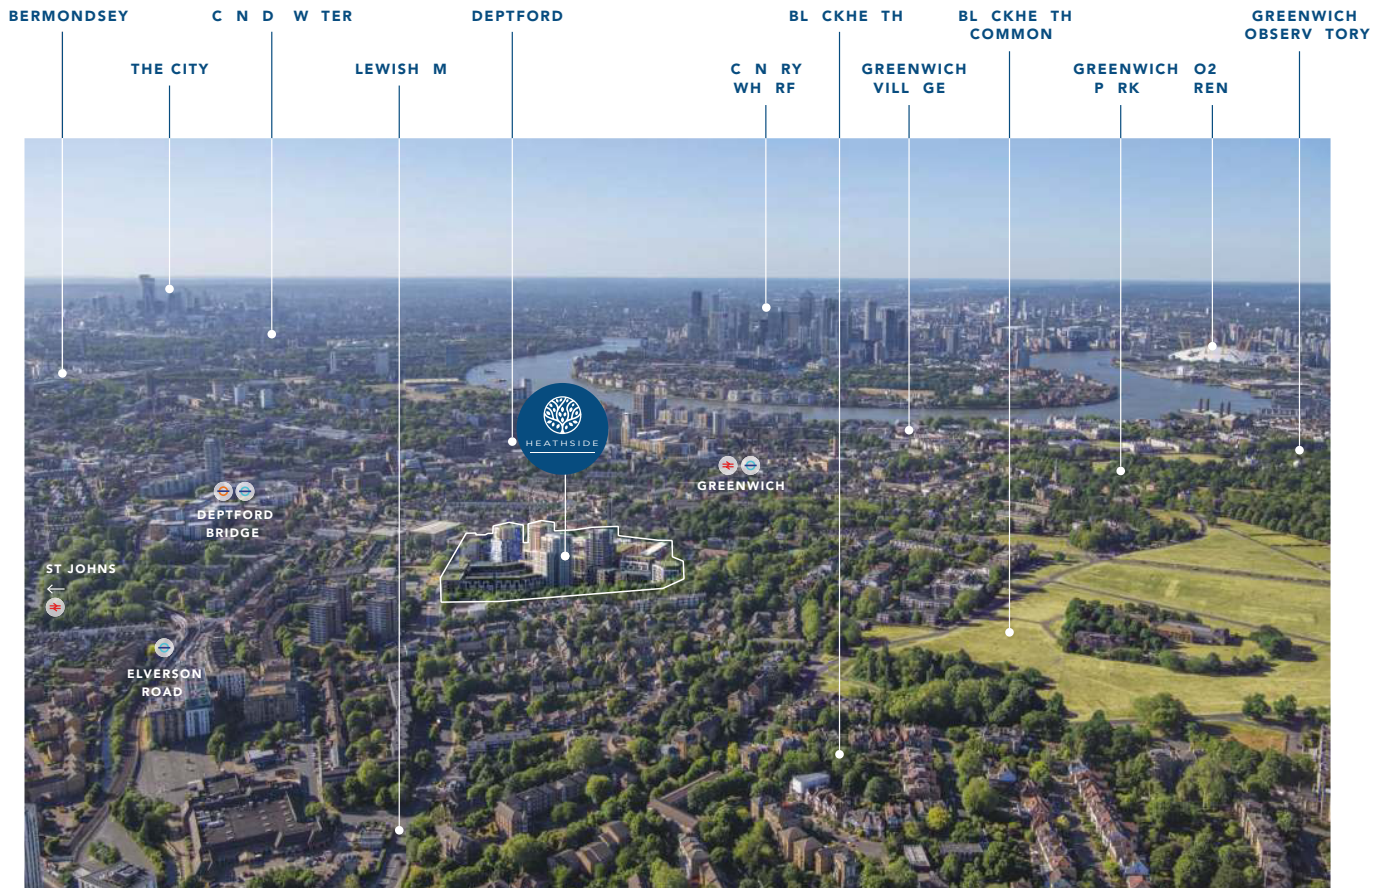 BERMONDSEY
C N D W TER
DEPTFORD
BL CKHE TH
BL CKHE TH
COMMON
GREENWICH
OBSERV TORY
THE CITY
LEWISH M
C N RY
WH RF
GREENWICH
VILL GE
GREENWICH
P RK
O2
REN
HEATHSIDE
GREENWICH
DEPTFORD
BRIDGE
ST JOHNS
ELVERSON
ROAD